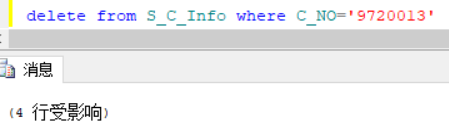 delete from S_C_Info where C_NO='9720013'
消息
(4 行受影响)